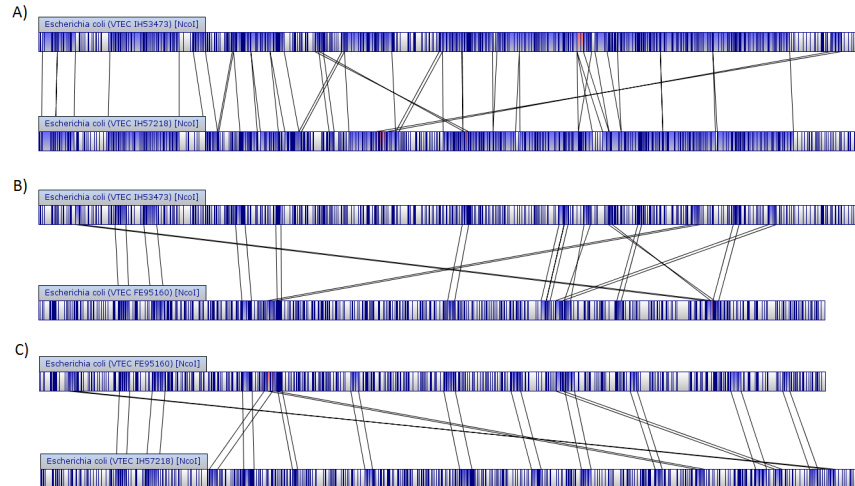 A)
Escherichia coli (VTEC IH53473) [NcoI]
Escherichia coli (VTEC IH57218) [NcoI]
B)
Escherichia coli (VTEC IH53473) [NcoI]
Escherichia coli (VTEC FE95160) [NcoI]
C)
Escherichia coli (VTEC FE95160) [NcoI]
Escherichia coli (VTEC IH57218) [NcoI]